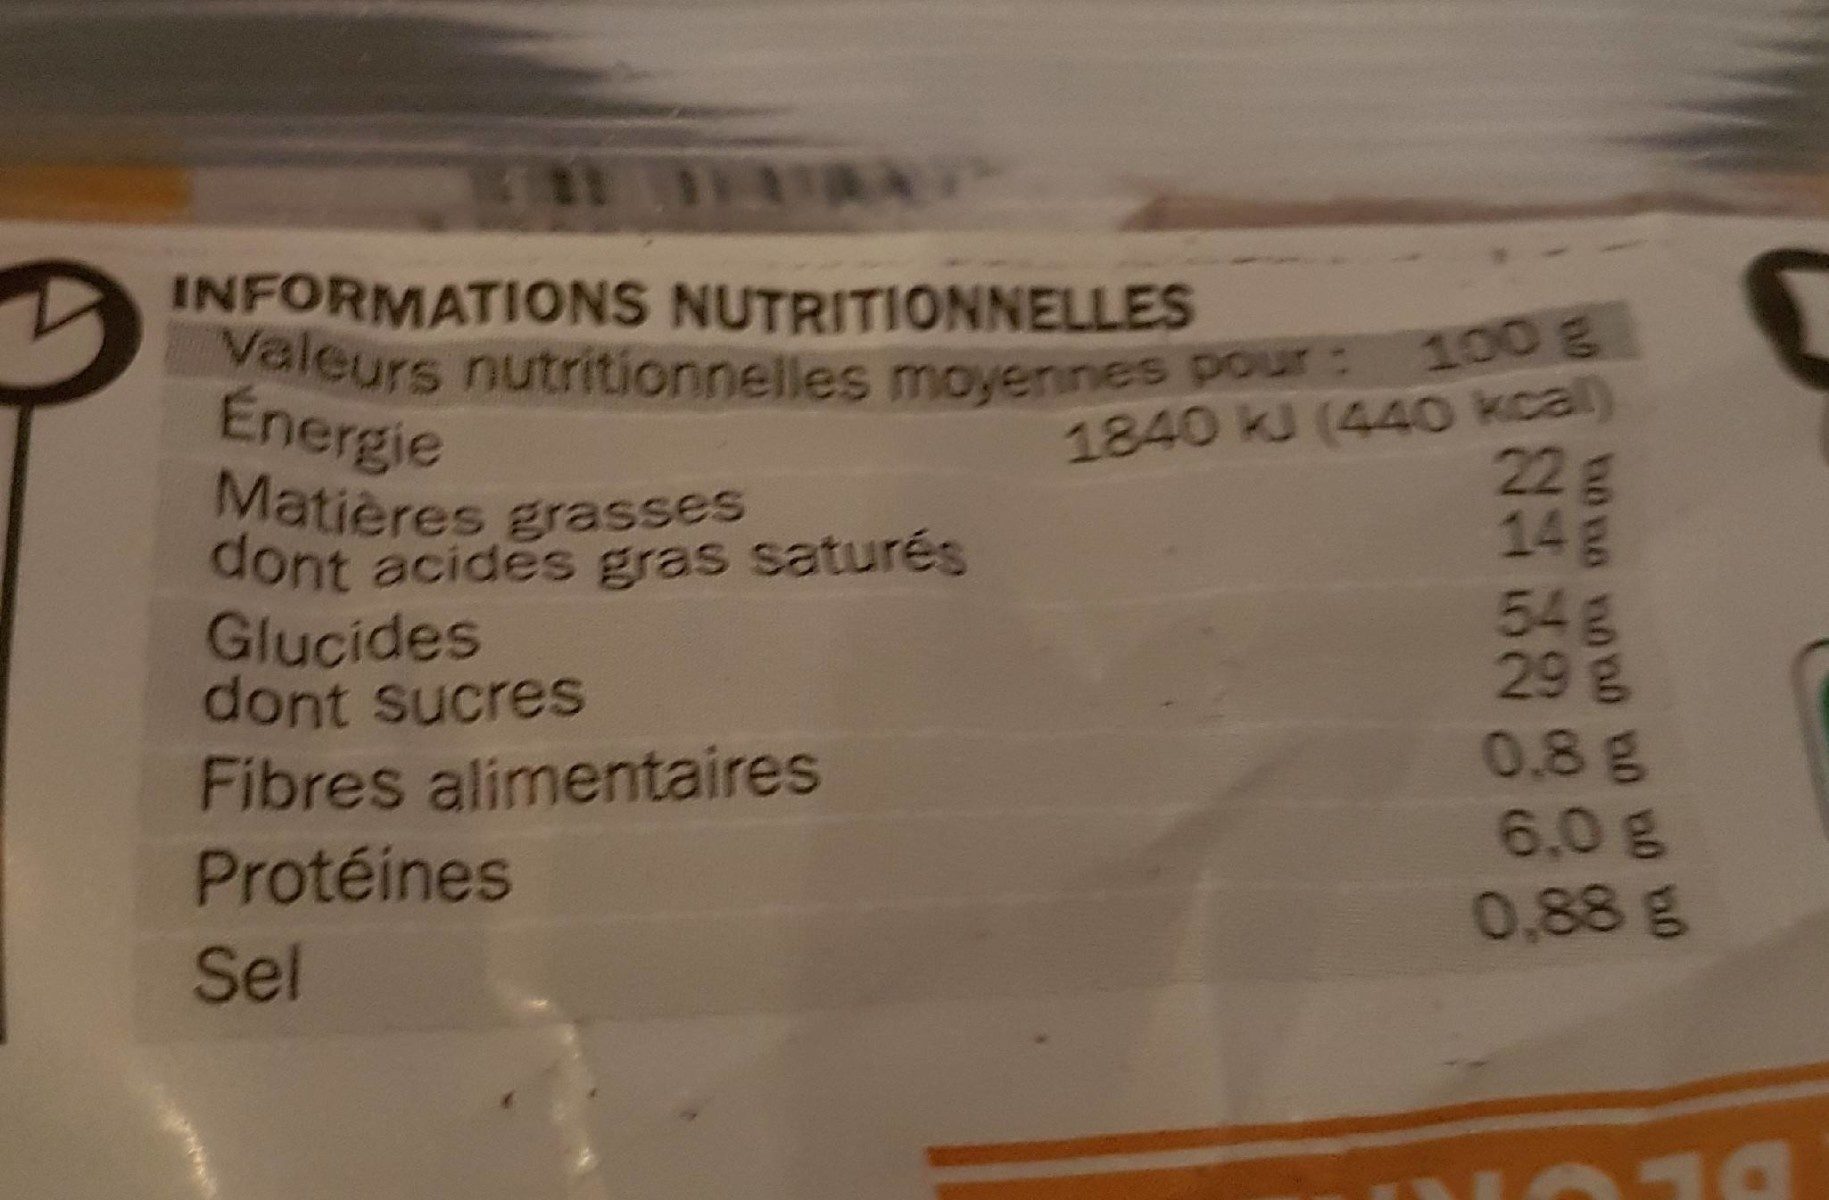 INFORMATIONS NUTRITIONNELLES
Valeurs nutritionnelles moyennes pour : 100 g
Énergie 1840 kJ (440 kcal)
Matières grasses 22 g
dont acides gras saturés 14 g
Glucides 54 g
dont sucres 29 g
Fibres alimentaires 0,8 g
Protéines 6,0 g
Sel 0,88 g